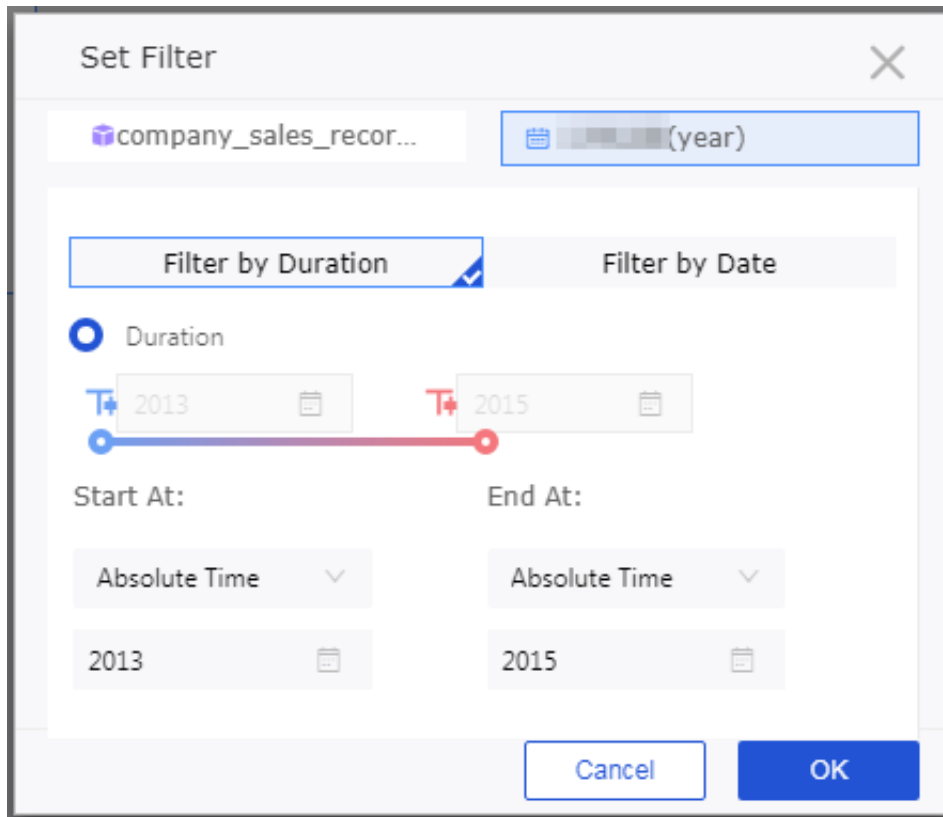 Set Filter
company_sales_recor...
(year)
Filter by Duration
Filter by Date
Duration
2013
2015
Start At:
End At:
Absolute Time
Absolute Time
2013
2015
Cancel
OK